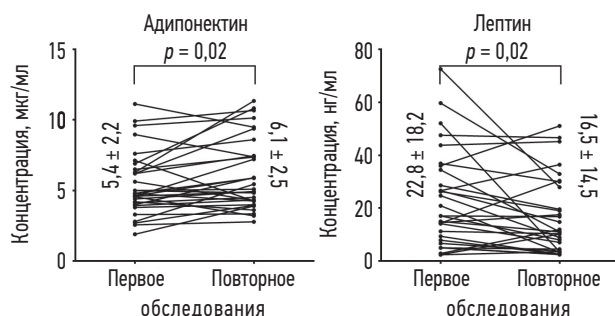 Адипонектин
p = 0,02
Концентрация, мкг/мл
15
10
5
0
5,4 ± 2,2
6,1 ± 2,5
Первое Повторное
обследования
Лептин
p = 0,02
Концентрация, нг/мл
80
60
40
20
0
22,8 ± 18,2
16,5 ± 14,5
Первое Повторное
обследования